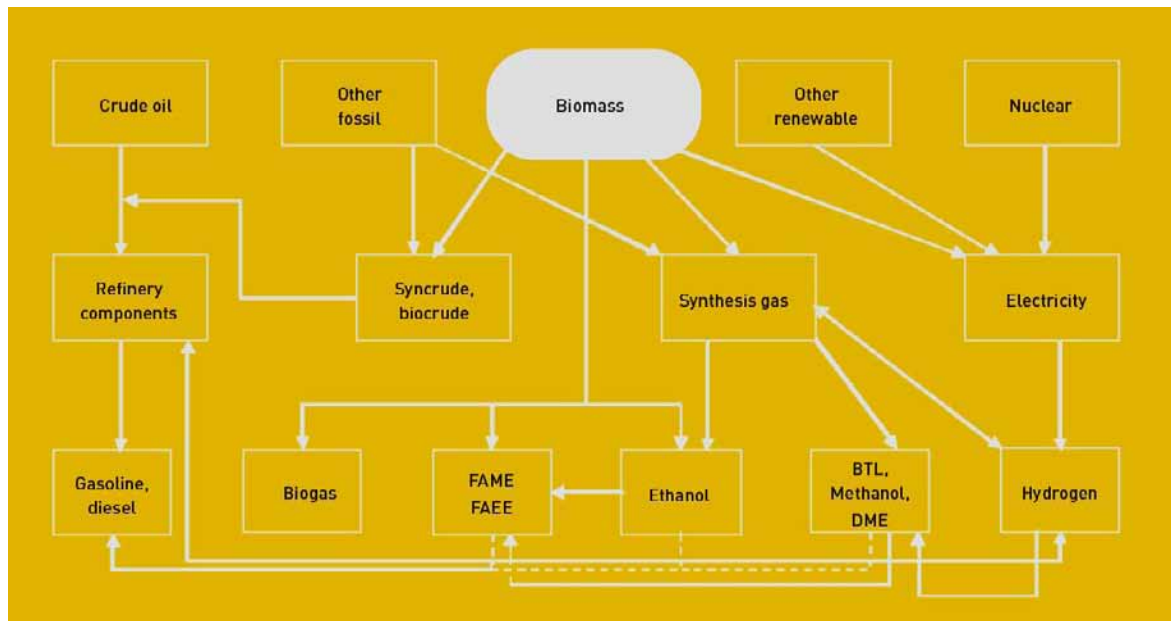 Crude oil
Other
fossil
Biomass
Other
renewable
Nuclear
Refinery
components
Syncrude,
biocrude
Synthesis gas
Electricity
Gasoline,
diesel
Biogas
FAME
FAEE
Ethanol
BTL,
Methanol,
DME
Hydrogen